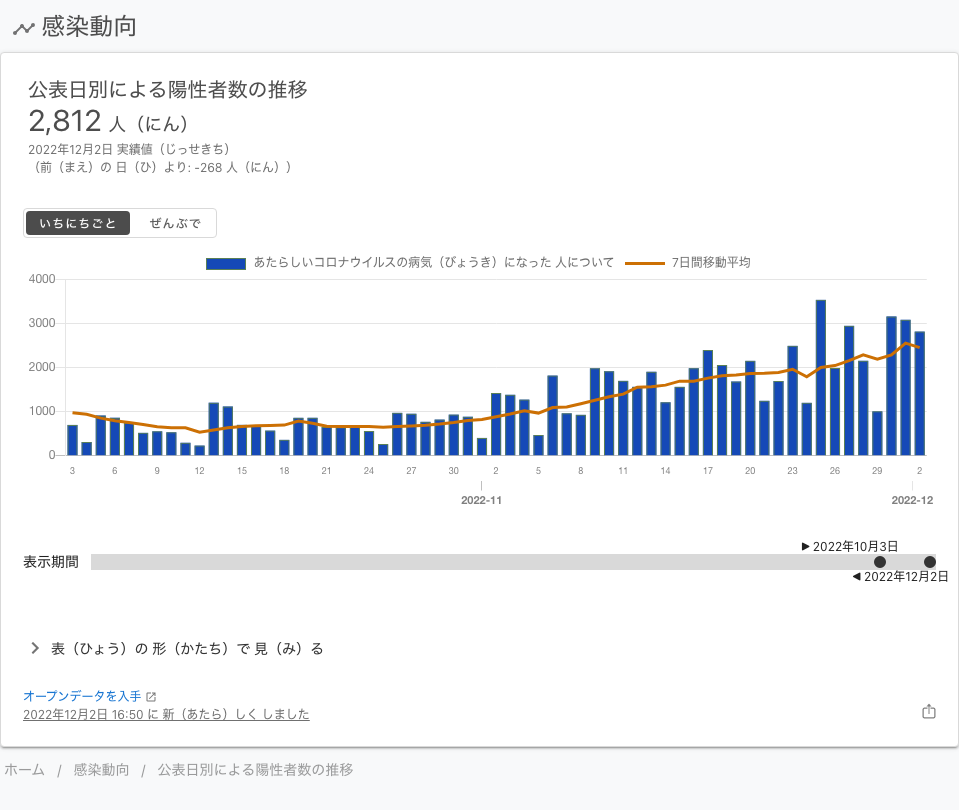 感染動向
公表日別による陽性者数の推移
2,812 人（にん）
2022年12月2日 実績値（じっせきち）
（前（まえ）の 日（ひ）より: -268 人（にん））
いちにちごと ぜんぶで
あたらしいコロナウイルスの病気（びょうき）になった 人について 7日間移動平均
4000
3000
2000
1000
0
3 6 9 12 15 18 21 24 27 30 2 5 8 11 14 17 20 23 26 29 2
2022-11 2022-12
▶ 2022年10月3日
表示期間
◀ 2022年12月2日
表（ひょう）の 形（かたち）で 見（み）る
オープンデータを入手
2022年12月2日 16:50 に 新（あたら）しく しました
ホーム / 感染動向 / 公表日別による陽性者数の推移